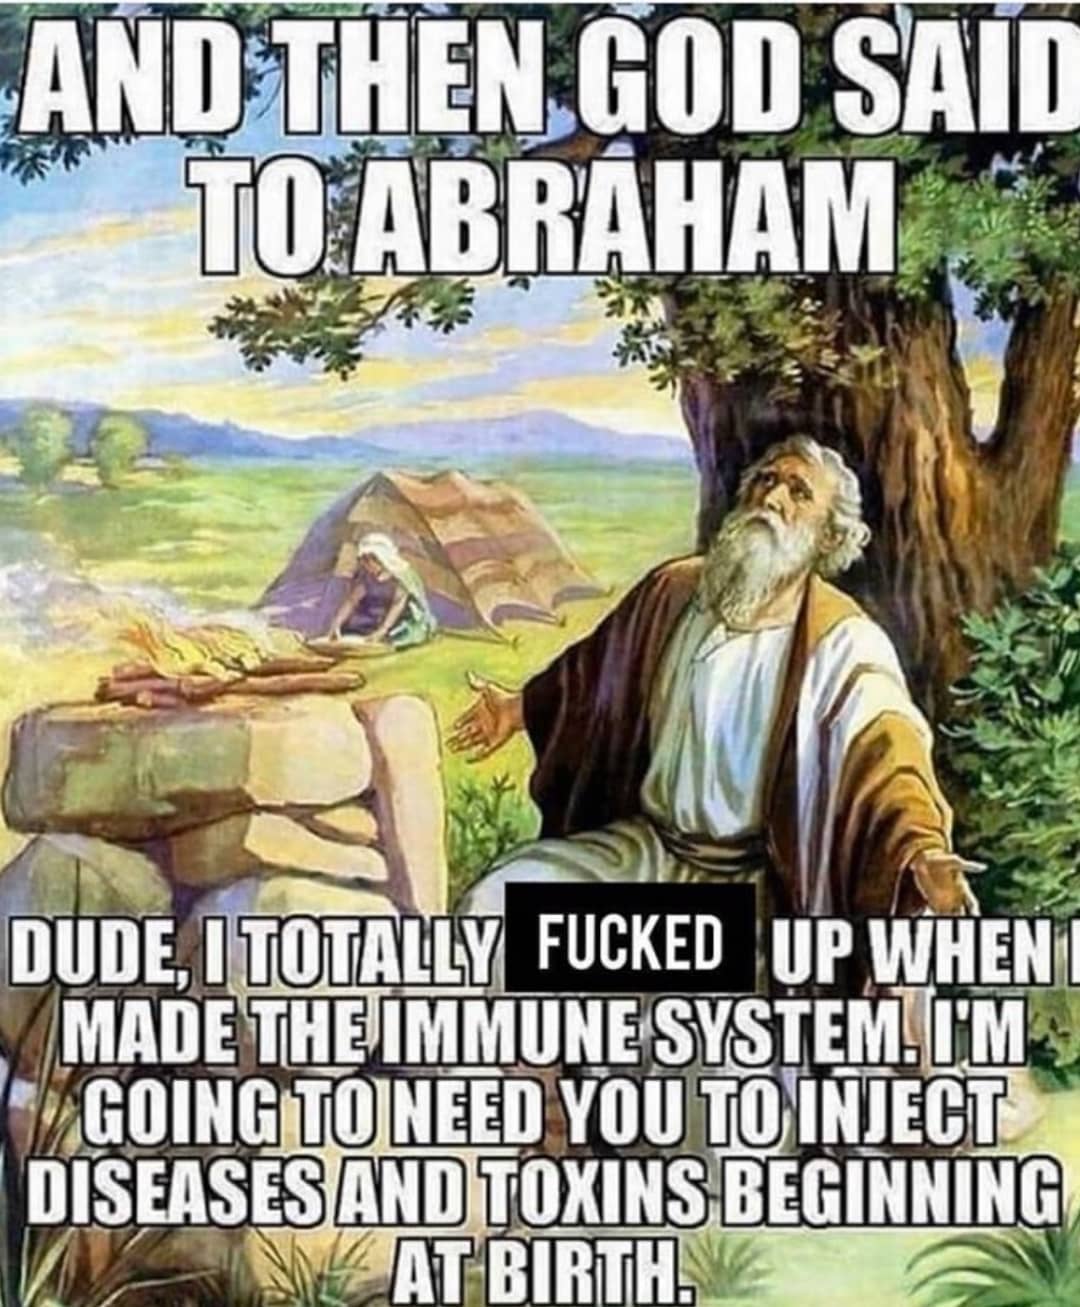 AND THEN GOD SAID
TO ABRAHAM
DUDE, I TOTALLY FUCKED UP WHEN I
MADE THE IMMUNE SYSTEM. I'M
GOING TO NEED YOU TO INJECT
DISEASES AND TOXINS BEGINNING
AT BIRTH.